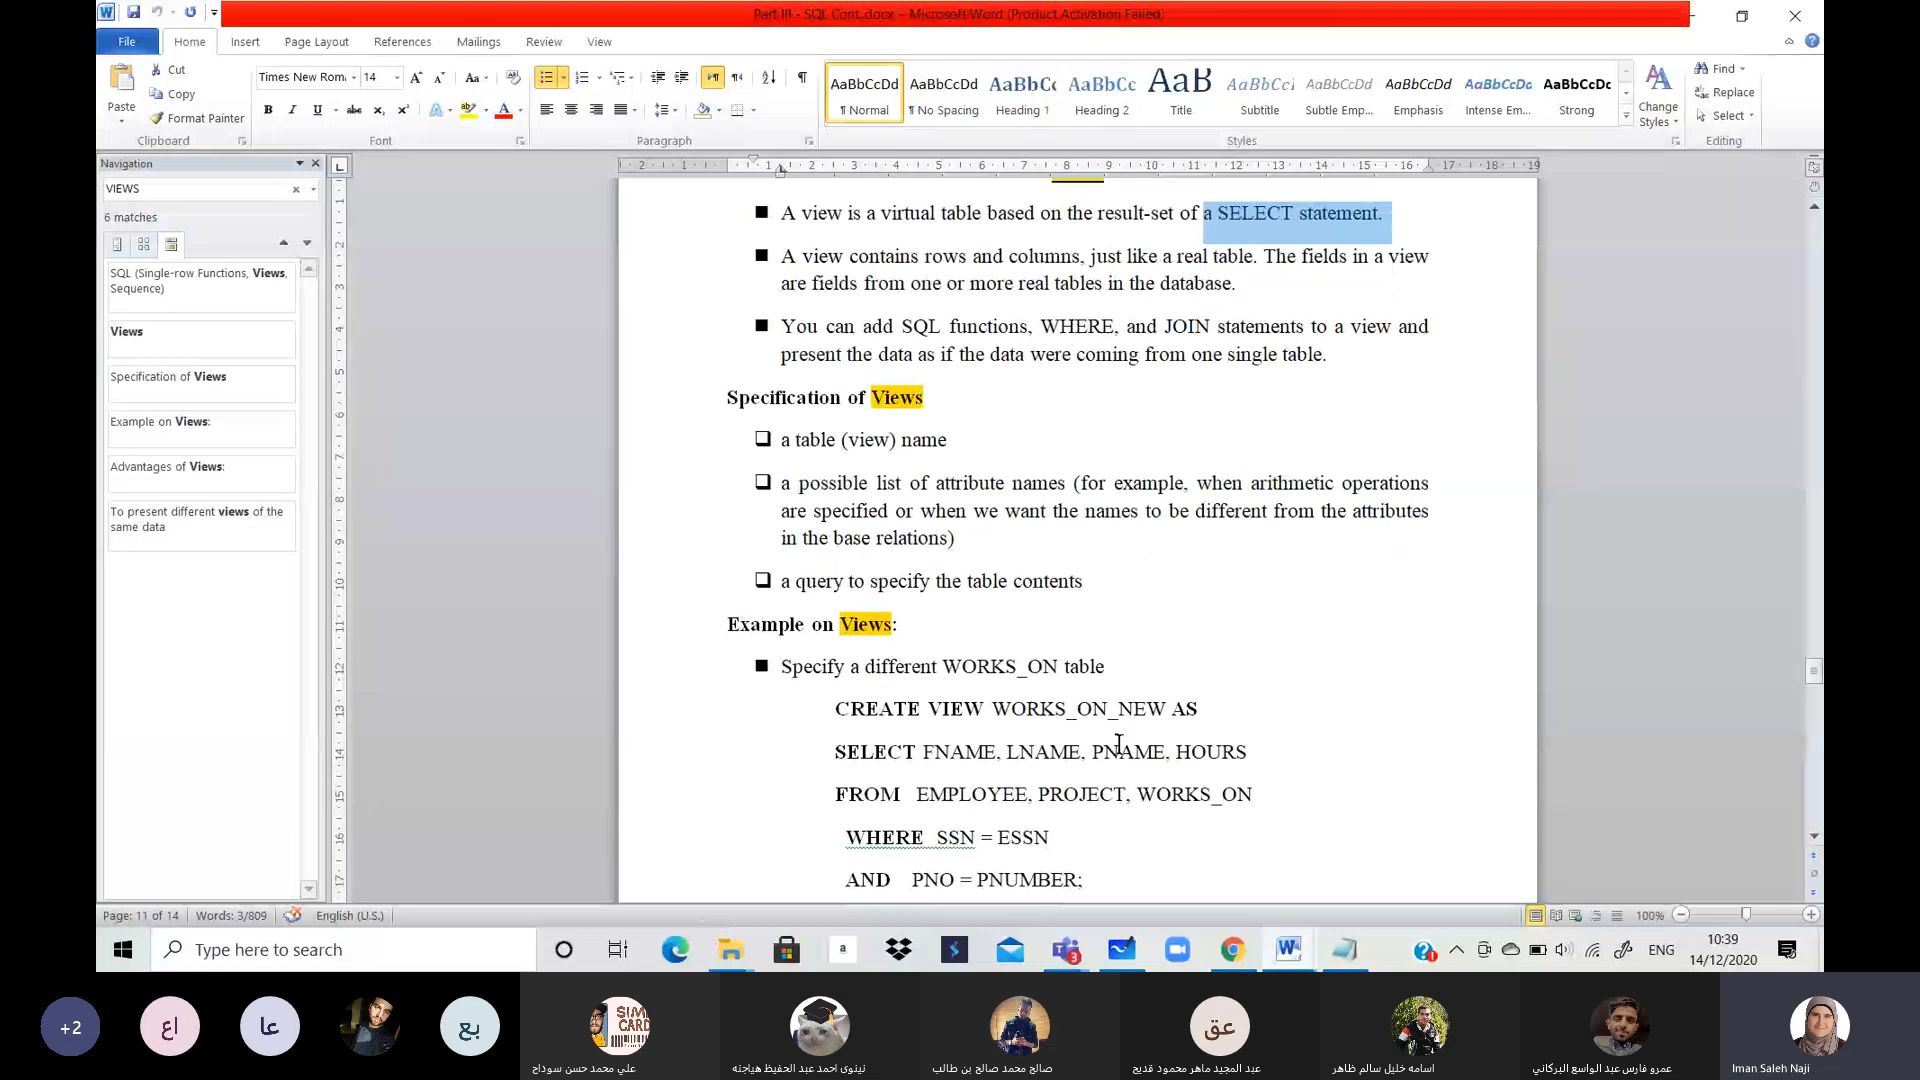 Part III - SQL Cont..docx - Microsoft Word (Product Activation Failed)
File Home Insert Page Layout References Mailings Review View
Cut
Copy
Format Painter
Paste
Clipboard
Times New Rom 14
Font
Paragraph
AaBbCcDd AaBbCcDd AaBbCc AaBbCc AaB AaBbCcL AaBbCcDd AaBbCcDd AaBbCcDc AaBbCcDc
¶ Normal ¶ No Spacing Heading 1 Heading 2 Title Subtitle Subtle Emp... Emphasis Intense Em... Strong
Change Styles
Styles
Find
Replace
Select
Editing
Navigation
VIEWS
6 matches
SQL (Single-row Functions, Views,
Sequence)
Views
Specification of Views
Example on Views:
Advantages of Views:
To present different views of the
same data
A view is a virtual table based on the result-set of a SELECT statement.
A view contains rows and columns, just like a real table. The fields in a view
are fields from one or more real tables in the database.
You can add SQL functions, WHERE, and JOIN statements to a view and
present the data as if the data were coming from one single table.
Specification of Views
a table (view) name
a possible list of attribute names (for example, when arithmetic operations
are specified or when we want the names to be different from the attributes
in the base relations)
a query to specify the table contents
Example on Views:
Specify a different WORKS_ON table
CREATE VIEW WORKS_ON_NEW AS
SELECT FNAME, LNAME, PNAME, HOURS
FROM EMPLOYEE, PROJECT, WORKS_ON
WHERE SSN = ESSN
AND PNO = PNUMBER;
Page: 11 of 14 Words: 3/809 English (U.S.) 100%
Type here to search
ENG
10:39
14/12/2020
+2
اع
عا
بع
SIM CARD
عق
علي محمد حسن سوداح
نينوى احمد عبد الحفيظ هياجنه
صالح محمد صالح بن طالب
عبد المجيد ماهر محمود قديح
اسامه خليل سالم ظاهر
عمرو فارس عبد الواسع البركاني
Iman Saleh Naji